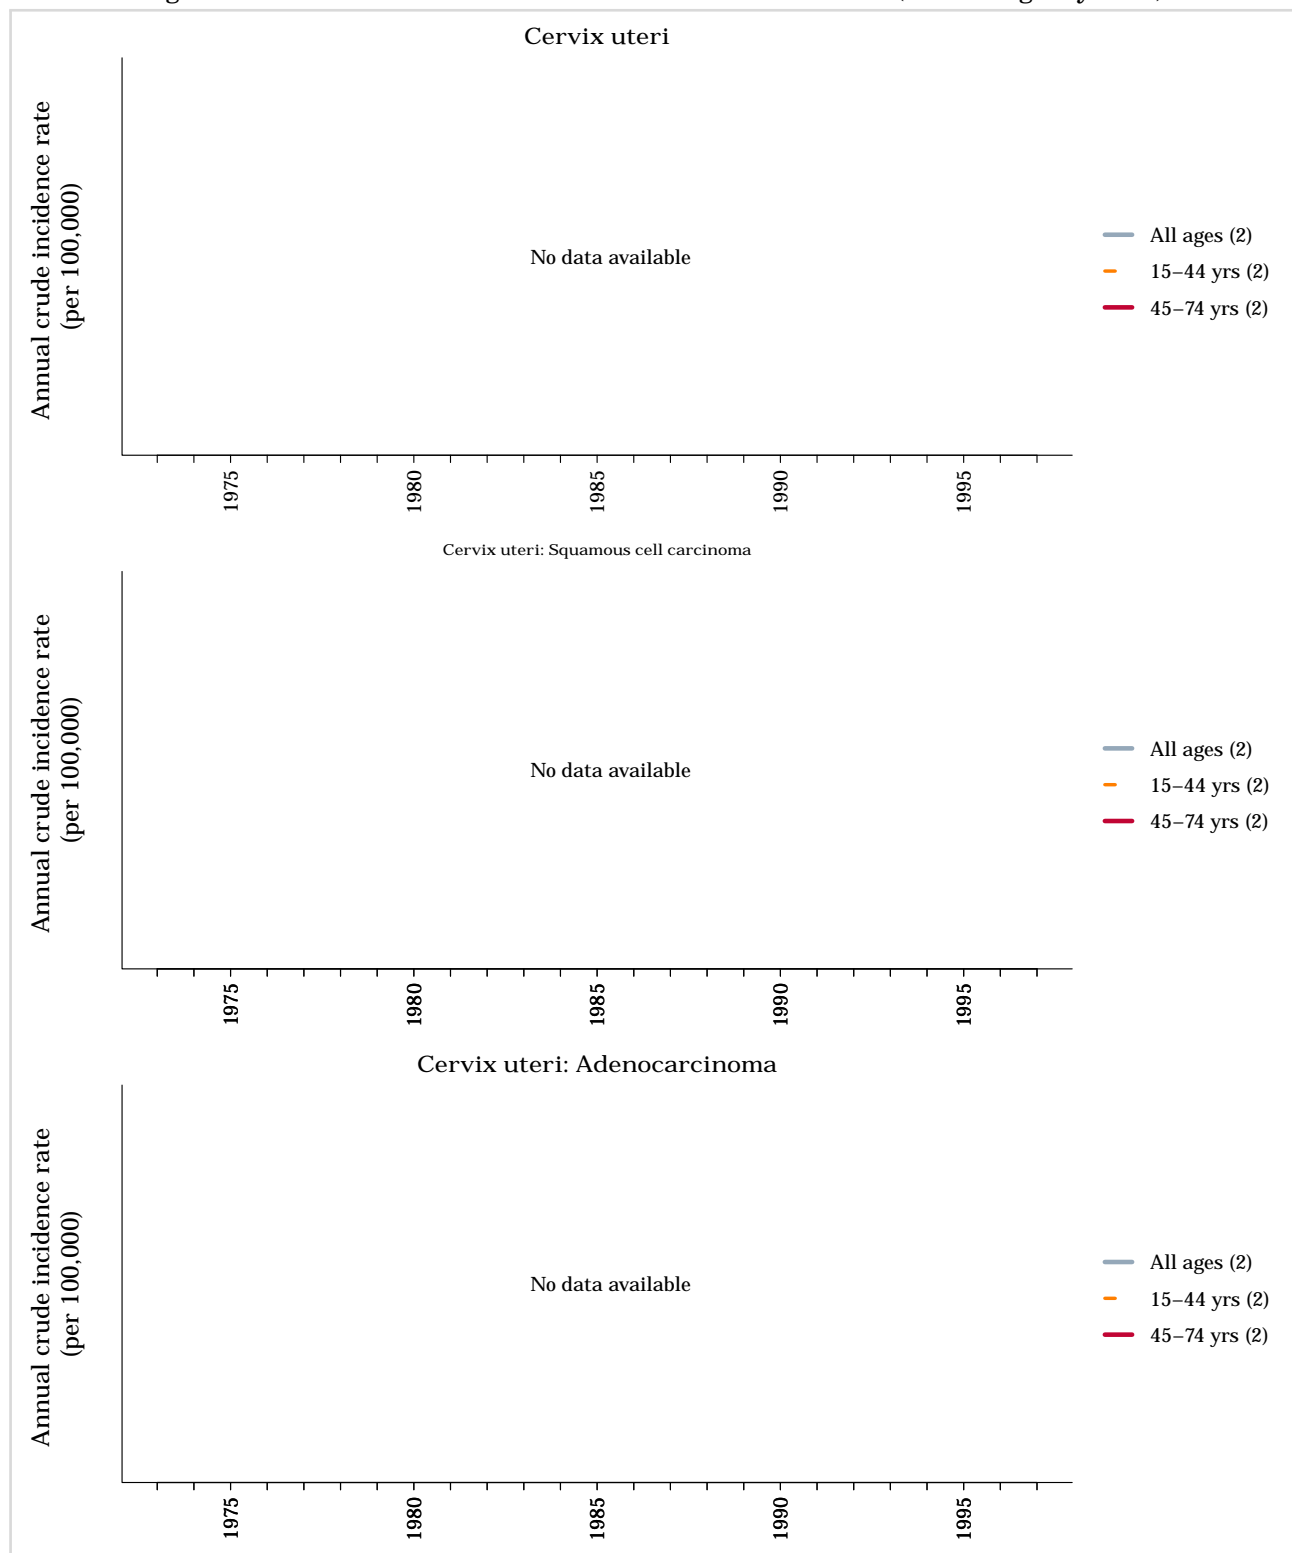 Cervix uteri
Annual crude incidence rate
(per 100,000)
No data available
All ages (2)
15–44 yrs (2)
45–74 yrs (2)
1975
1980
1985
1990
1995
Cervix uteri: Squamous cell carcinoma
Annual crude incidence rate
(per 100,000)
No data available
All ages (2)
15–44 yrs (2)
45–74 yrs (2)
1975
1980
1985
1990
1995
Cervix uteri: Adenocarcinoma
Annual crude incidence rate
(per 100,000)
No data available
All ages (2)
15–44 yrs (2)
45–74 yrs (2)
1975
1980
1985
1990
1995